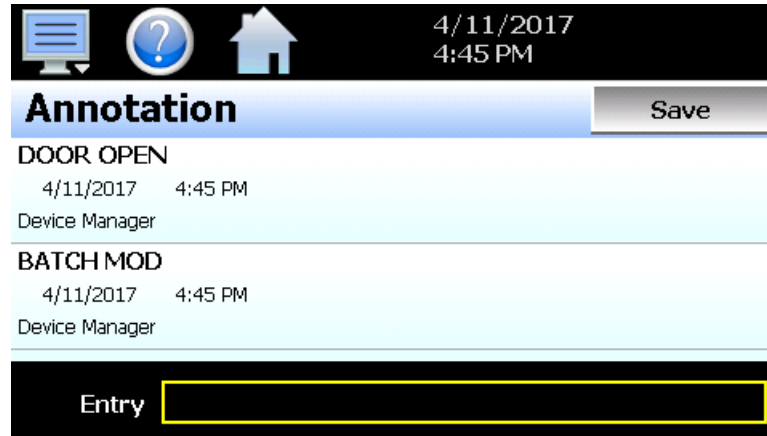 ?
4/11/2017
4:45 PM
Annotation
Save
DOOR OPEN
4/11/2017 4:45 PM
Device Manager
BATCH MOD
4/11/2017 4:45 PM
Device Manager
Entry